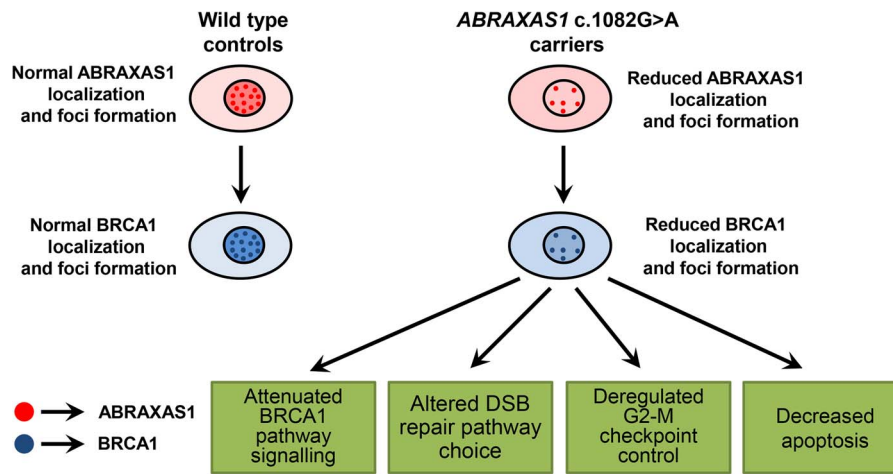 Wild type
controls
ABRAXAS1 c.1082G>A
carriers
Normal ABRAXAS1
localization
and foci formation
Reduced ABRAXAS1
localization
and foci formation
Normal BRCA1
localization
and foci formation
Reduced BRCA1
localization
and foci formation
ABRAXAS1
BRCA1
Attenuated
BRCA1
pathway
signalling
Altered DSB
repair pathway
choice
Deregulated
G2-M
checkpoint
control
Decreased
apoptosis